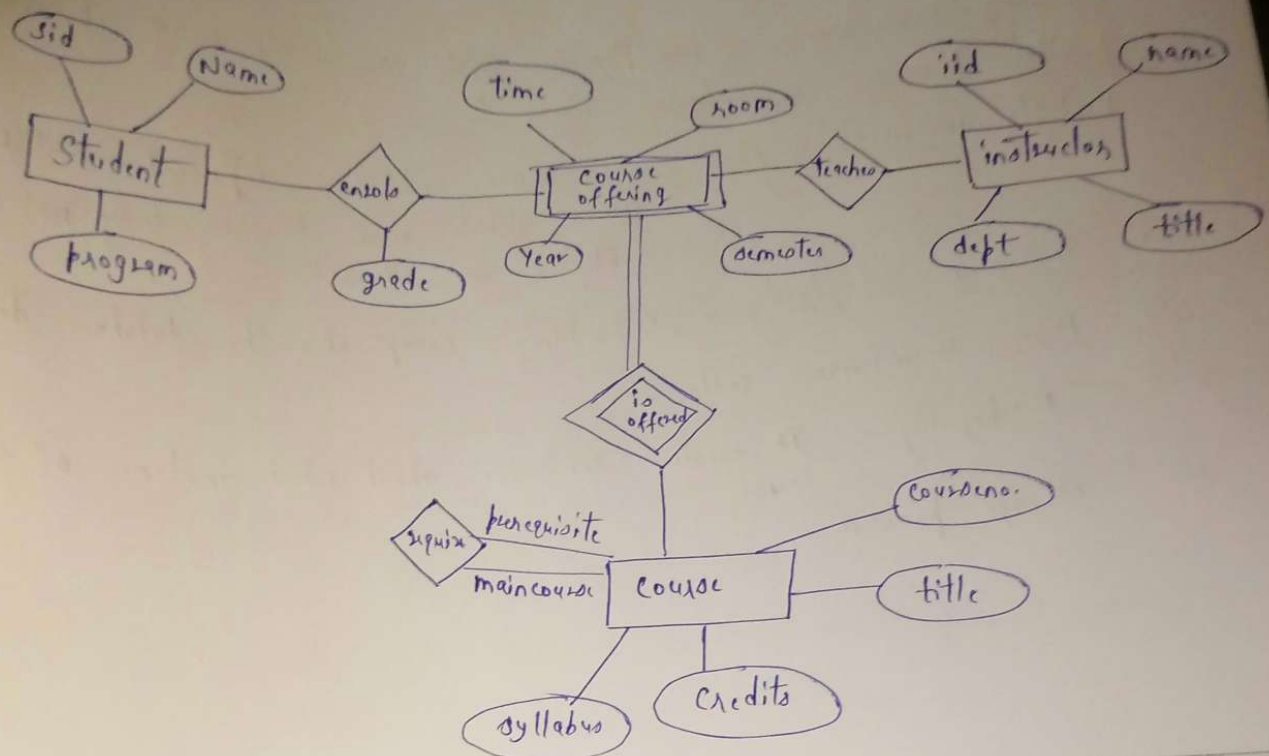 sid
Name
Student
program
enrols
grade
time
room
course
offering
Year
semester
teaches
iid
name
instructor
dept
title
is
offered
require
prerequisite
maincourse
course
courseno.
title
syllabus
credits